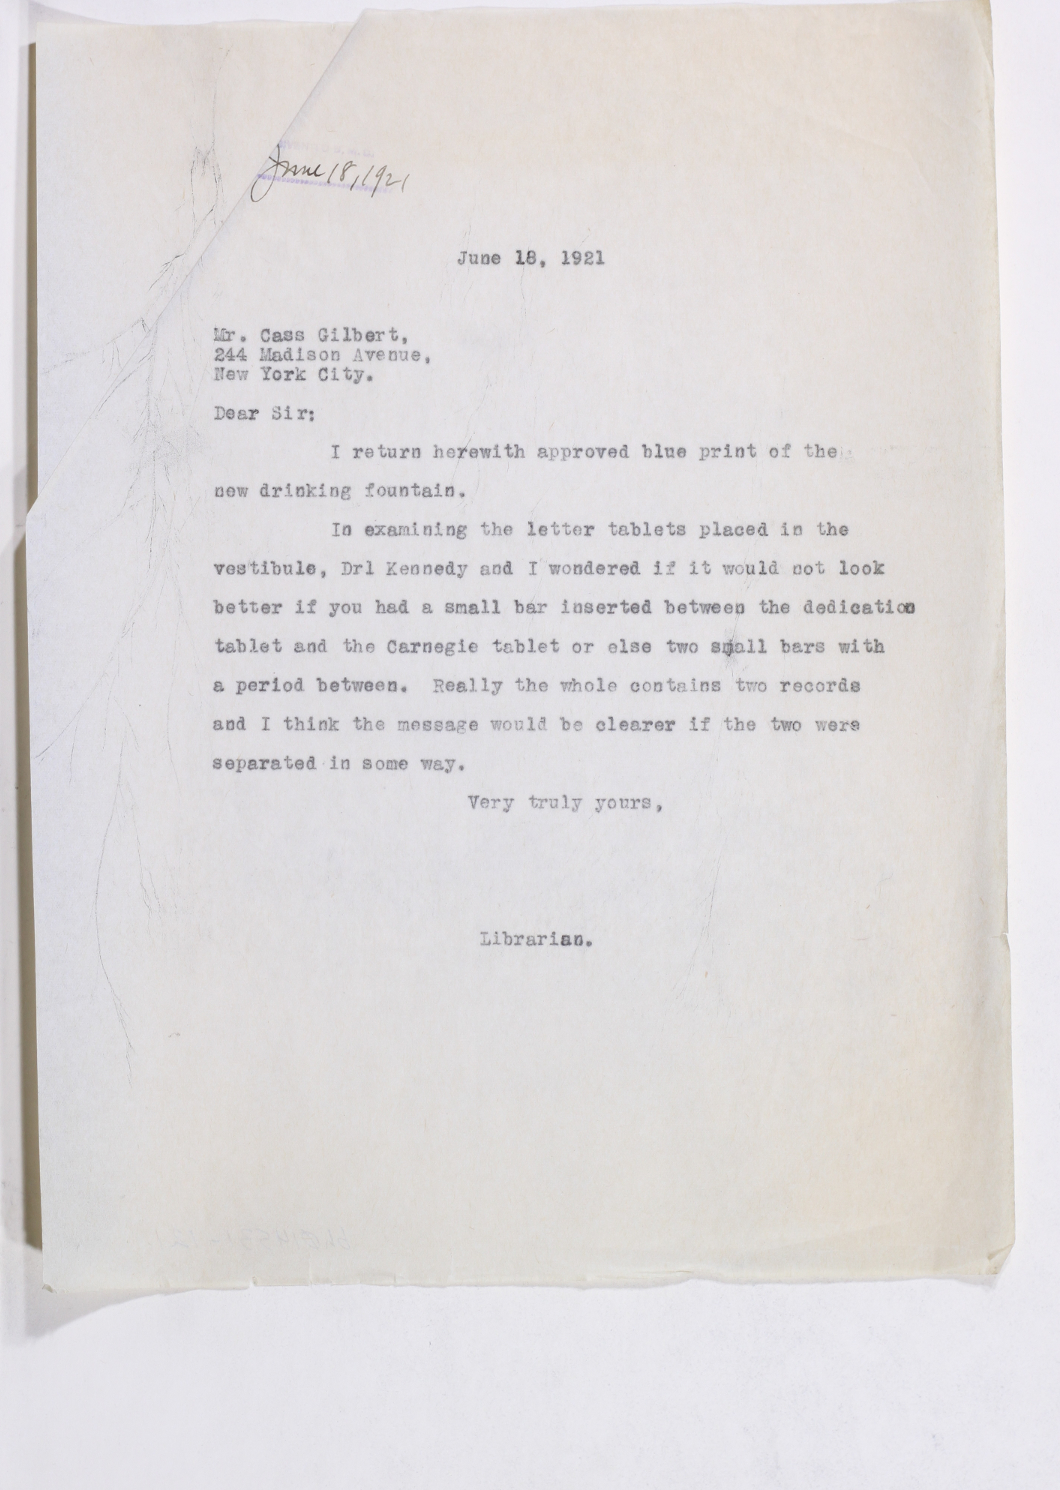 June 18, 1921
June 18, 1921
Mr. Cass Gilbert,
244 Madison Avenue,
New York City.
Dear Sir:
I return herewith approved blue print of the
new drinking fountain.
In examining the letter tablets placed in the
vestibule, Drl Kennedy and I wondered if it would not look
better if you had a small bar inserted between the dedication
tablet and the Carnegie tablet or else two small bars with
a period between. Really the whole contains two records
and I think the message would be clearer if the two were
separated in some way.
Very truly yours,
Librarian.